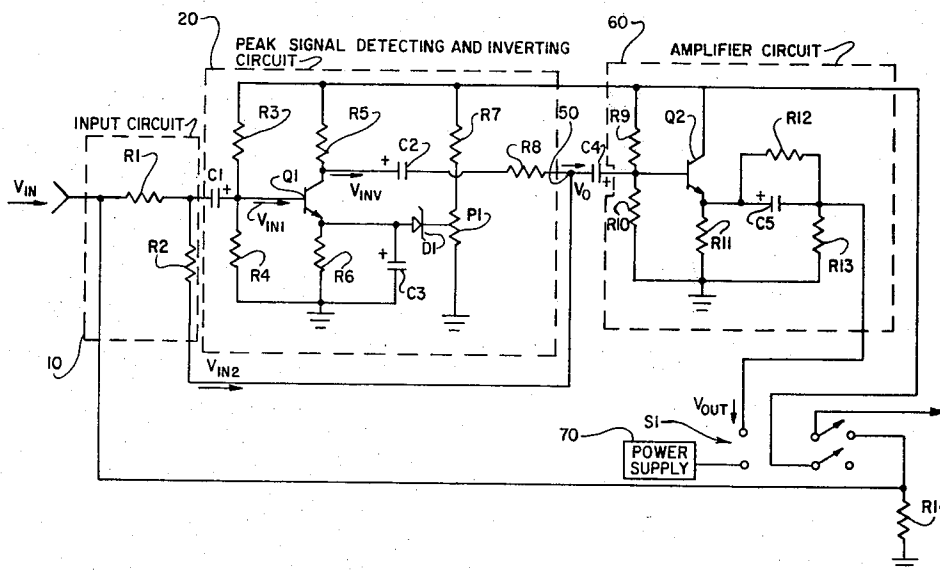 20
PEAK SIGNAL DETECTING AND INVERTING
CIRCUIT
60
AMPLIFIER CIRCUIT
INPUT CIRCUIT
R1
VIN
R2
10
C1
+
R3
R5
R7
50
R8
C2
+
Q1
VIN1
VINV
R4
R6
+
C3
D1
P1
VIN2
C4
VO
R9
Q2
R12
R10
R11
+
C5
R13
VOUT
S1
70
POWER
SUPPLY